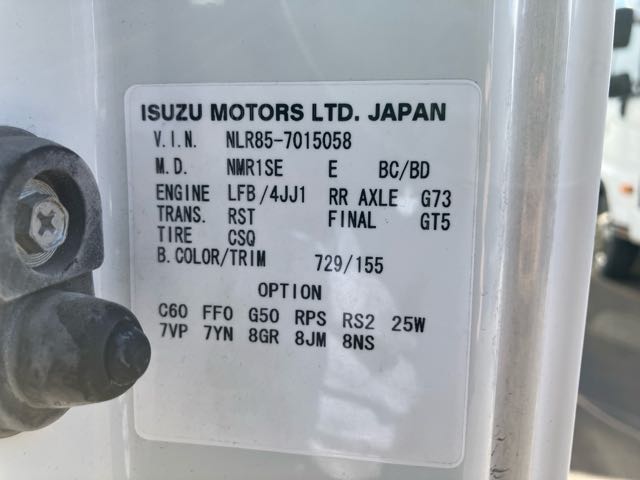 ISUZU MOTORS LTD. JAPAN
V.I.N. NLR85-7015058
M.D. NMR1SE E BC/BD
ENGINE LFB/4JJ1 RR AXLE G73
TRANS. RST FINAL GT5
TIRE CSQ
B.COLOR/TRIM 729/155
OPTION
C60 FF0 G50 RPS RS2 25W
7VP 7YN 8GR 8JM 8NS